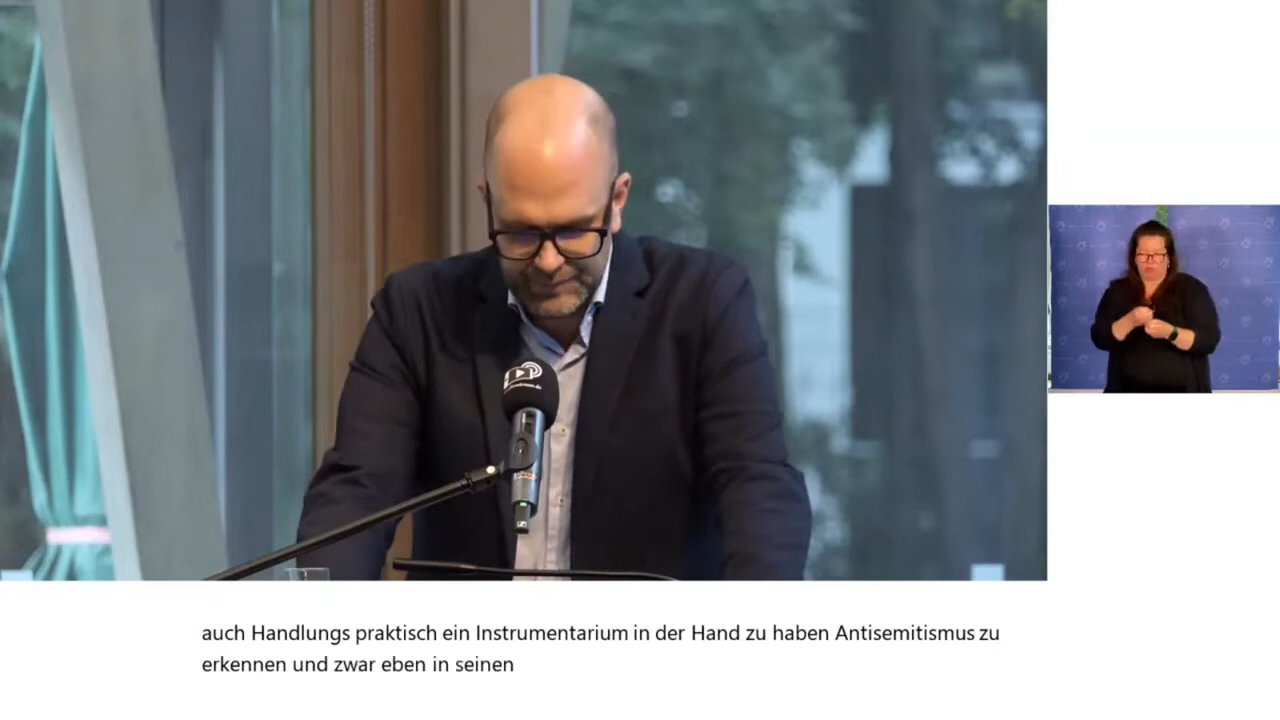 auch Handlungs praktisch ein Instrumentarium in der Hand zu haben Antisemitismus zu
erkennen und zwar eben in seinen